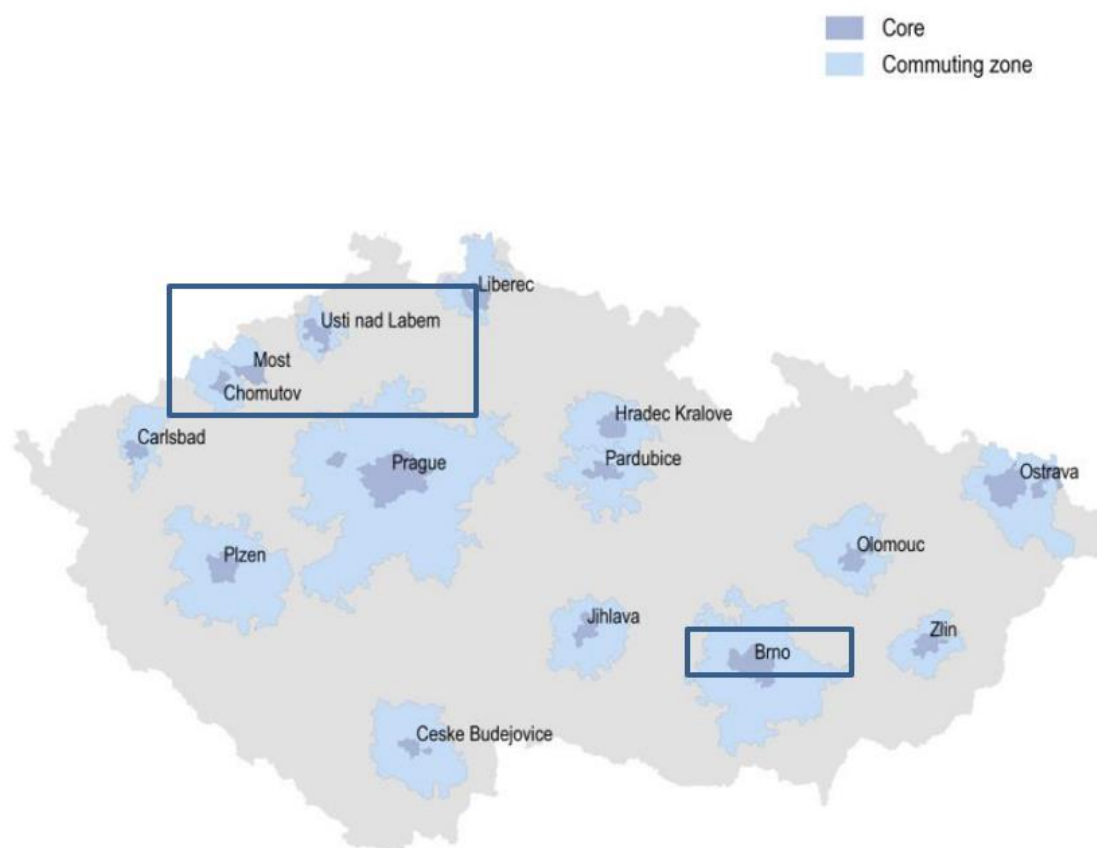 Core
Commuting zone
Liberec
Usti nad Labem
Most
Chomutov
Carlsbad
Hradec Kralove
Prague
Pardubice
Ostrava
Plzen
Olomouc
Jihlava
Zlin
Brno
Ceske Budejovice